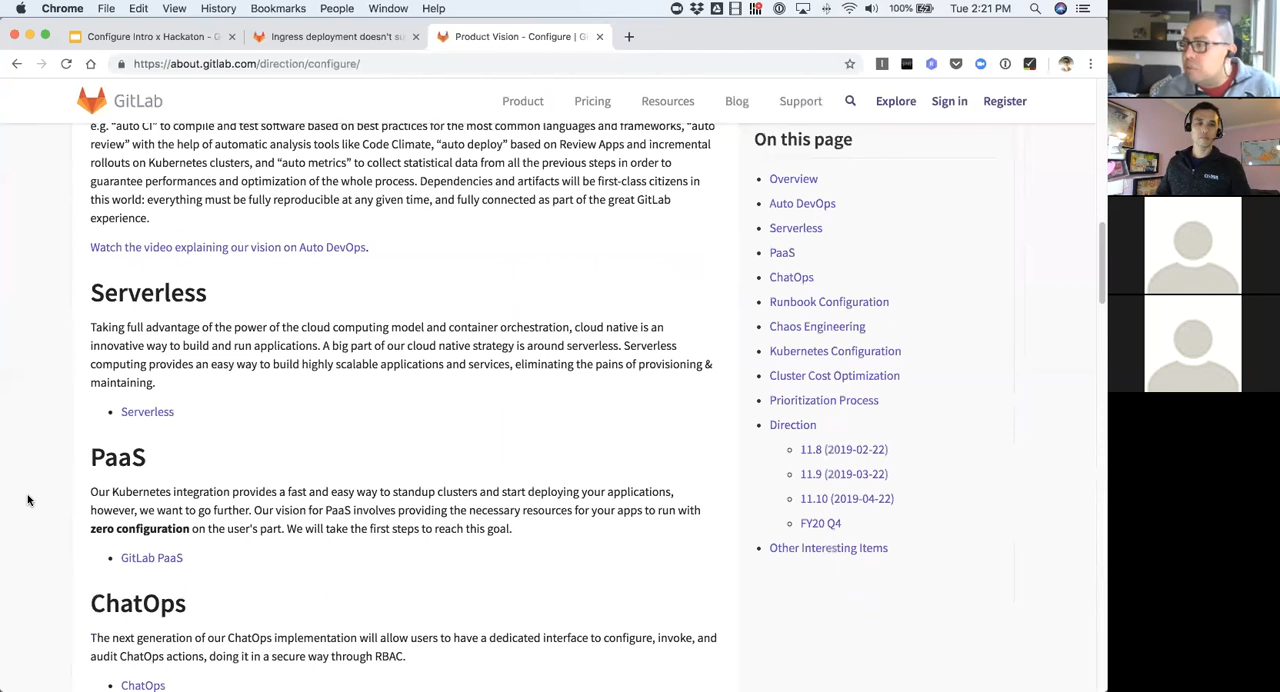 Chrome File Edit View History Bookmarks People Window Help
100% Tue 2:21 PM
Configure Intro x Hackaton - G
Ingress deployment doesn't su
Product Vision - Configure | G
https://about.gitlab.com/direction/configure/
GitLab
Product Pricing Resources Blog Support Explore Sign in Register
e.g. “auto CI” to compile and test software based on best practices for the most common languages and frameworks, “auto
review” with the help of automatic analysis tools like Code Climate, “auto deploy” based on Review Apps and incremental
rollouts on Kubernetes clusters, and “auto metrics” to collect statistical data from all the previous steps in order to
guarantee performances and optimization of the whole process. Dependencies and artifacts will be first-class citizens in
this world: everything must be fully reproducible at any given time, and fully connected as part of the great GitLab
experience.
Watch the video explaining our vision on Auto DevOps.
Serverless
Taking full advantage of the power of the cloud computing model and container orchestration, cloud native is an
innovative way to build and run applications. A big part of our cloud native strategy is around serverless. Serverless
computing provides an easy way to build highly scalable applications and services, eliminating the pains of provisioning &
maintaining.
Serverless
PaaS
Our Kubernetes integration provides a fast and easy way to standup clusters and start deploying your applications,
however, we want to go further. Our vision for PaaS involves providing the necessary resources for your apps to run with
zero configuration on the user's part. We will take the first steps to reach this goal.
GitLab PaaS
ChatOps
The next generation of our ChatOps implementation will allow users to have a dedicated interface to configure, invoke, and
audit ChatOps actions, doing it in a secure way through RBAC.
ChatOps
On this page
Overview
Auto DevOps
Serverless
PaaS
ChatOps
Runbook Configuration
Chaos Engineering
Kubernetes Configuration
Cluster Cost Optimization
Prioritization Process
Direction
11.8 (2019-02-22)
11.9 (2019-03-22)
11.10 (2019-04-22)
FY20 Q4
Other Interesting Items